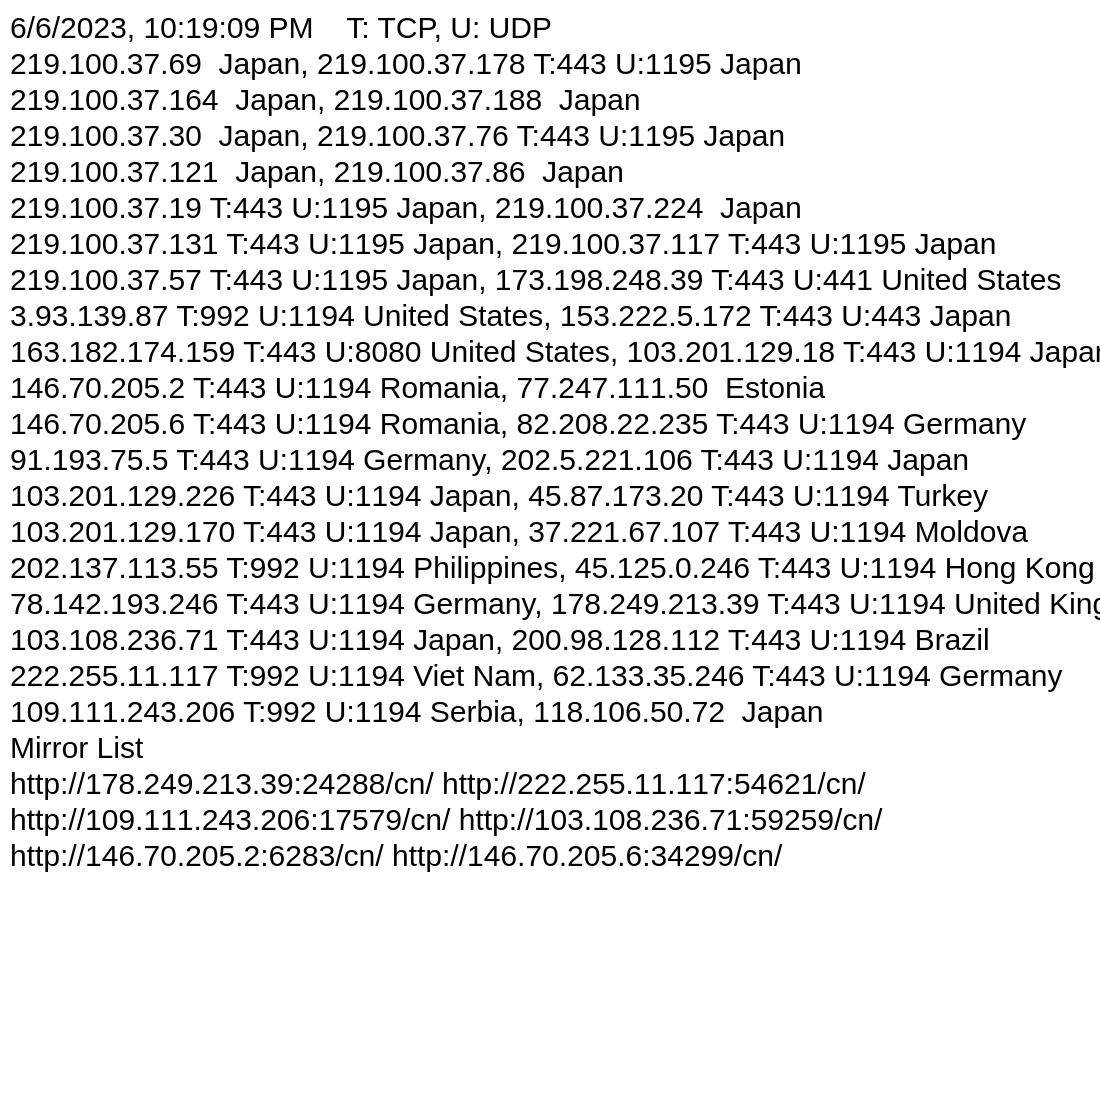 6/6/2023, 10:19:09 PM    T: TCP, U: UDP
219.100.37.69  Japan, 219.100.37.178 T:443 U:1195 Japan
219.100.37.164  Japan, 219.100.37.188  Japan
219.100.37.30  Japan, 219.100.37.76 T:443 U:1195 Japan
219.100.37.121  Japan, 219.100.37.86  Japan
219.100.37.19 T:443 U:1195 Japan, 219.100.37.224  Japan
219.100.37.131 T:443 U:1195 Japan, 219.100.37.117 T:443 U:1195 Japan
219.100.37.57 T:443 U:1195 Japan, 173.198.248.39 T:443 U:441 United States
3.93.139.87 T:992 U:1194 United States, 153.222.5.172 T:443 U:443 Japan
163.182.174.159 T:443 U:8080 United States, 103.201.129.18 T:443 U:1194 Japan
146.70.205.2 T:443 U:1194 Romania, 77.247.111.50  Estonia
146.70.205.6 T:443 U:1194 Romania, 82.208.22.235 T:443 U:1194 Germany
91.193.75.5 T:443 U:1194 Germany, 202.5.221.106 T:443 U:1194 Japan
103.201.129.226 T:443 U:1194 Japan, 45.87.173.20 T:443 U:1194 Turkey
103.201.129.170 T:443 U:1194 Japan, 37.221.67.107 T:443 U:1194 Moldova
202.137.113.55 T:992 U:1194 Philippines, 45.125.0.246 T:443 U:1194 Hong Kong
78.142.193.246 T:443 U:1194 Germany, 178.249.213.39 T:443 U:1194 United King
103.108.236.71 T:443 U:1194 Japan, 200.98.128.112 T:443 U:1194 Brazil
222.255.11.117 T:992 U:1194 Viet Nam, 62.133.35.246 T:443 U:1194 Germany
109.111.243.206 T:992 U:1194 Serbia, 118.106.50.72  Japan
Mirror List
http://178.249.213.39:24288/cn/ http://222.255.11.117:54621/cn/
http://109.111.243.206:17579/cn/ http://103.108.236.71:59259/cn/
http://146.70.205.2:6283/cn/ http://146.70.205.6:34299/cn/